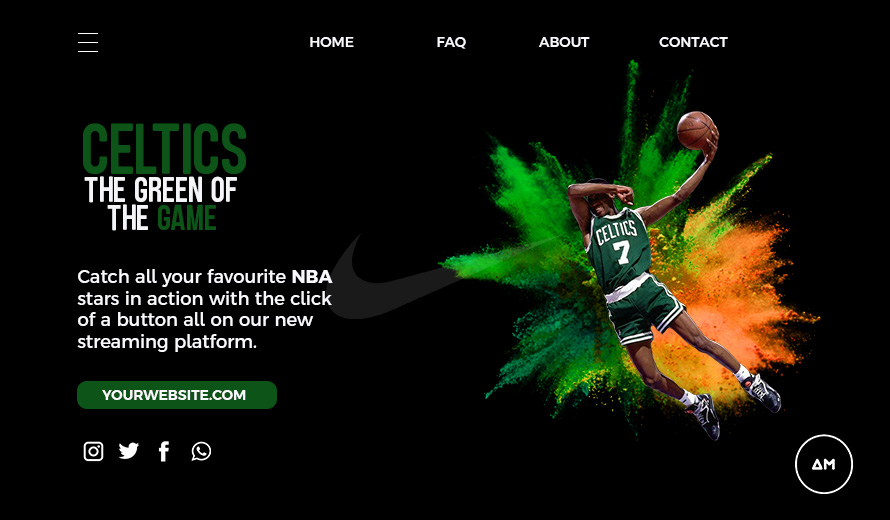 HOME FAQ ABOUT CONTACT
CELTICS
THE GREEN OF
THE GAME
Catch all your favourite NBA
stars in action with the click
of a button all on our new
streaming platform.
YOURWEBSITE.COM
CELTICS
7
AM